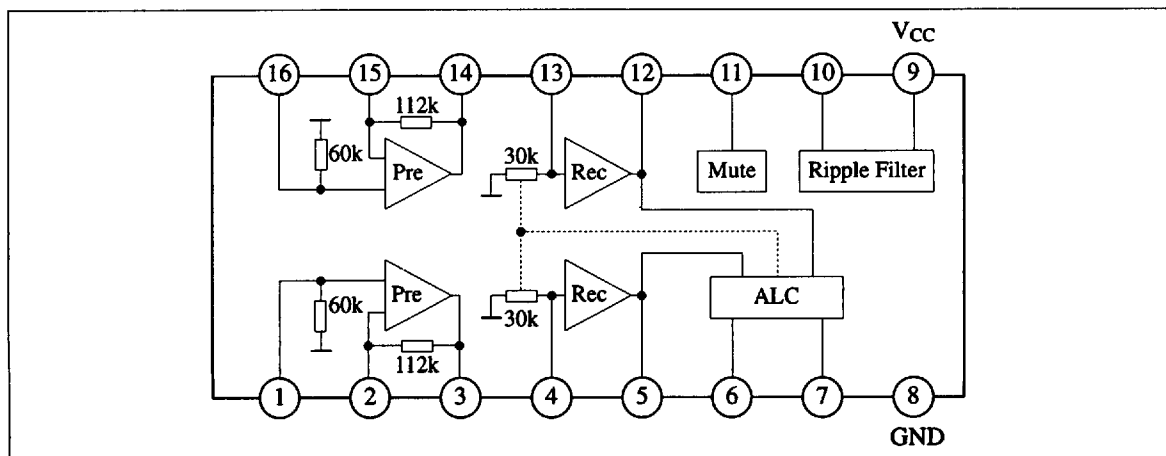 VCC
16 15 14 13 12 11 10 9
112k
60k
Pre
30k
Rec
Mute
Ripple Filter
Pre
60k
112k
30k
Rec
ALC
1 2 3 4 5 6 7 8
GND